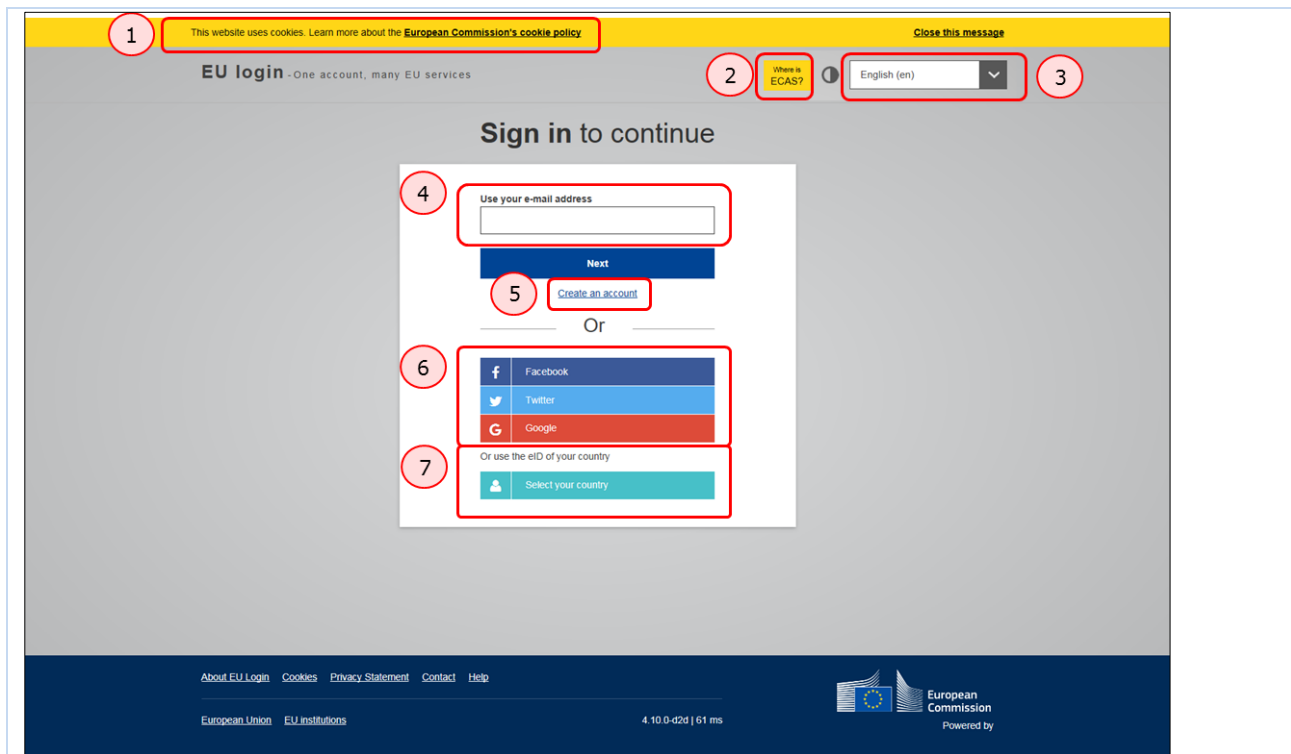 1
This website uses cookies. Learn more about the European Commission's cookie policy
Close this message
EU login - One account, many EU services
2
Where is
ECAS?
English (en)
3
Sign in to continue
4
Use your e-mail address
Next
5
Create an account
Or
6
f Facebook
Twitter
G Google
7
Or use the eID of your country
Select your country
About EU Login Cookies Privacy Statement Contact Help
European Union EU institutions
4.10.0-d2d | 61 ms
European
Commission
Powered by